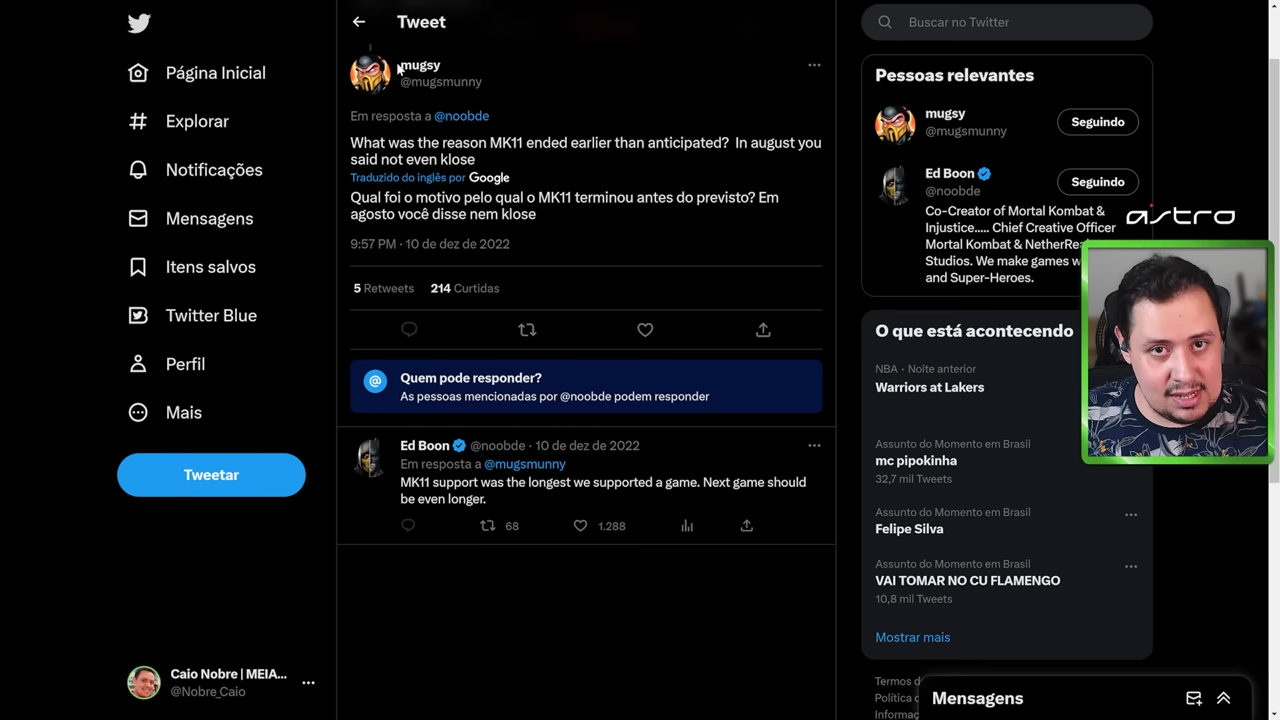 Página Inicial
Explorar
Notificações
Mensagens
Itens salvos
Twitter Blue
Perfil
Mais
Tweetar
Caio Nobre | MEIA...
@Nobre_Caio
Tweet
mugsy
@mugsmunny
Em resposta a @noobde
What was the reason MK11 ended earlier than anticipated?  In august you
said not even klose
Traduzido do inglês por Google
Qual foi o motivo pelo qual o MK11 terminou antes do previsto? Em
agosto você disse nem klose
9:57 PM · 10 de dez de 2022
5 Retweets 214 Curtidas
Quem pode responder?
As pessoas mencionadas por @noobde podem responder
Ed Boon @noobde · 10 de dez de 2022
Em resposta a @mugsmunny
MK11 support was the longest we supported a game. Next game should
be even longer.
68 1.288
Buscar no Twitter
Pessoas relevantes
mugsy
@mugsmunny
Seguindo
Ed Boon
@noobde
Seguindo
Co-Creator of Mortal Kombat &
Injustice..... Chief Creative Officer
Mortal Kombat & NetherRea
Studios. We make games w
and Super-Heroes.
astro
O que está acontecendo
NBA · Noite anterior
Warriors at Lakers
Assunto do Momento em Brasil
mc pipokinha
32,7 mil Tweets
Assunto do Momento em Brasil
Felipe Silva
Assunto do Momento em Brasil
VAI TOMAR NO CU FLAMENGO
10,8 mil Tweets
Mostrar mais
Termos d
Política c
Informaç
Mensagens